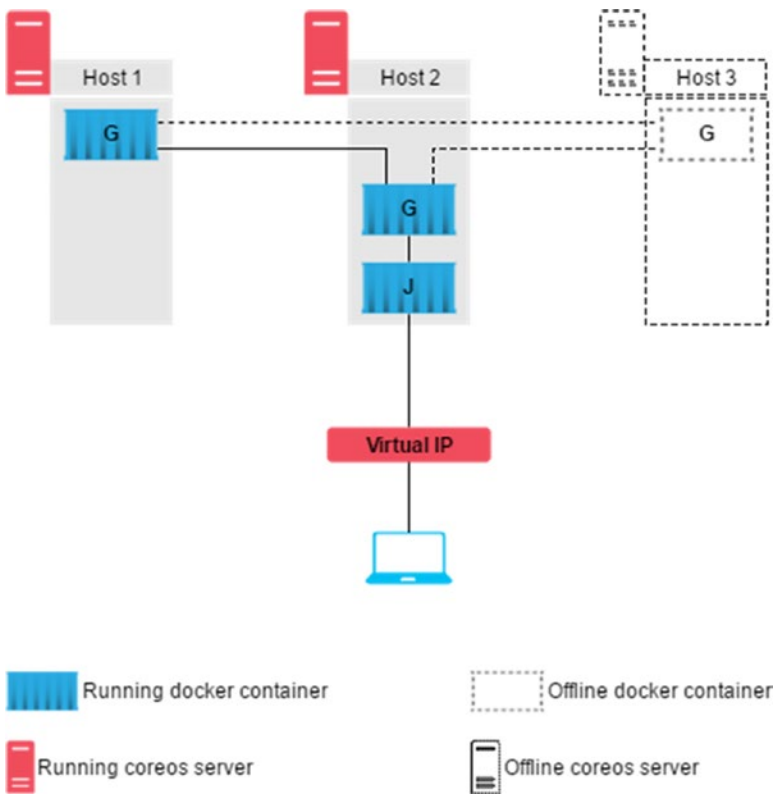 Host 1
Host 2
Host 3
G
G
G
J
Virtual IP
Running docker container
Offline docker container
Running coreos server
Offline coreos server